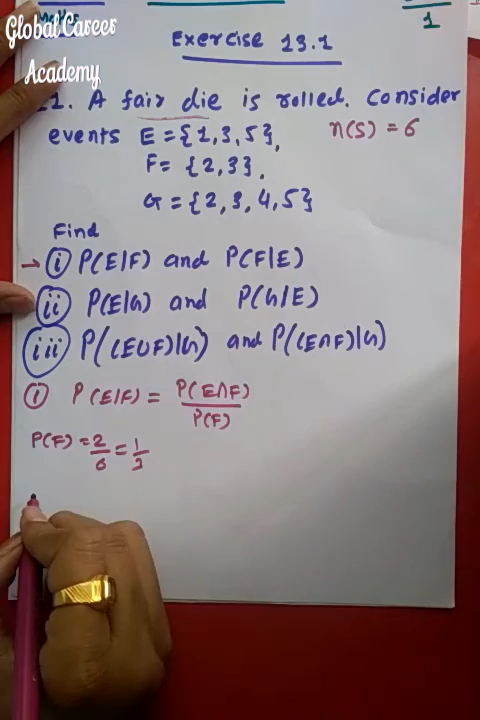 Global Career
Academy
1
Exercise 13.1
11. A fair die is rolled. Consider
events E = {1,3,5},
n(S) = 6
F = {2,3},
G = {2,3,4,5}
Find
→ (i) P(E|F) and P(F|E)
(ii) P(E|G) and P(G|E)
(iii) P((E∪F)|G) and P((E∩F)|G)
(i) P(E|F) = P(E∩F)/P(F)
P(F) = 2/6 = 1/3